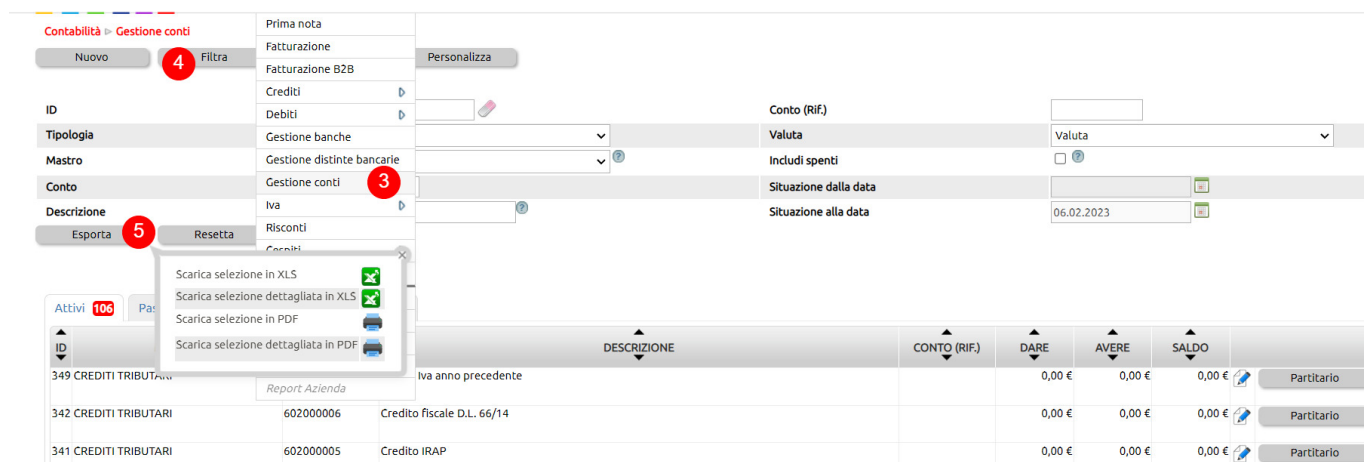 Contabilità ▹ Gestione conti
Nuovo
4
Filtra
Personalizza
Prima nota
Fatturazione
Fatturazione B2B
Crediti
Debiti
Gestione banche
Gestione distinte bancarie
Gestione conti
3
Iva
Risconti
Cespiti
Report Azienda
ID
Conto (Rif.)
Tipologia
Valuta
Valuta
Mastro
?
Includi spenti
?
Conto
Situazione dalla data
Descrizione
?
Situazione alla data
06.02.2023
Esporta
5
Resetta
Scarica selezione in XLS
Scarica selezione dettagliata in XLS
Scarica selezione in PDF
Scarica selezione dettagliata in PDF
Attivi 106
Pas
ID DESCRIZIONE CONTO (RIF.) DARE AVERE SALDO
349 CREDITI TRIBUTARI Iva anno precedente 0,00 € 0,00 € 0,00 € Partitario
342 CREDITI TRIBUTARI 602000006 Credito fiscale D.L. 66/14 0,00 € 0,00 € 0,00 € Partitario
341 CREDITI TRIBUTARI 602000005 Credito IRAP 0,00 € 0,00 € 0,00 € Partitario